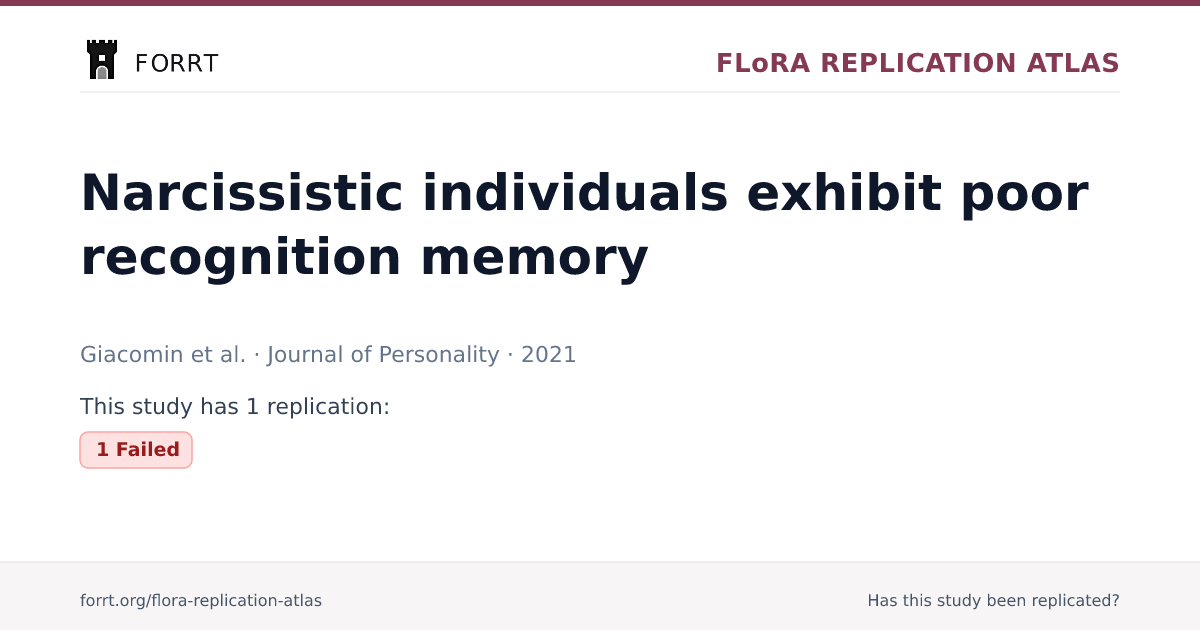 FORRT
FLoRA REPLICATION ATLAS
Narcissistic individuals exhibit poor
recognition memory
Giacomin et al. · Journal of Personality · 2021
This study has 1 replication:
1 Failed
forrt.org/flora-replication-atlas
Has this study been replicated?